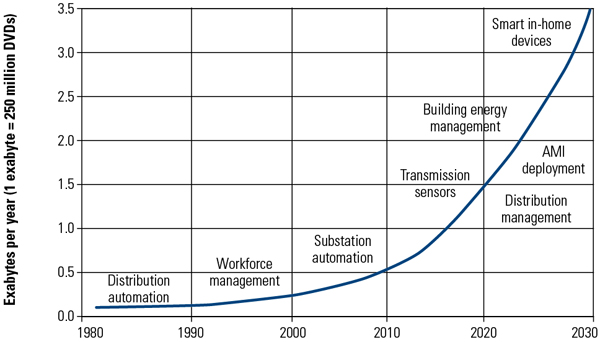 Exabytes per year (1 exabyte = 250 million DVDs)
3.5
3.0
2.5
2.0
1.5
1.0
0.5
0.0
Smart in-home
devices
Building energy
management
AMI
deployment
Transmission
sensors
Distribution
management
Substation
automation
Workforce
management
Distribution
automation
1980
1990
2000
2010
2020
2030